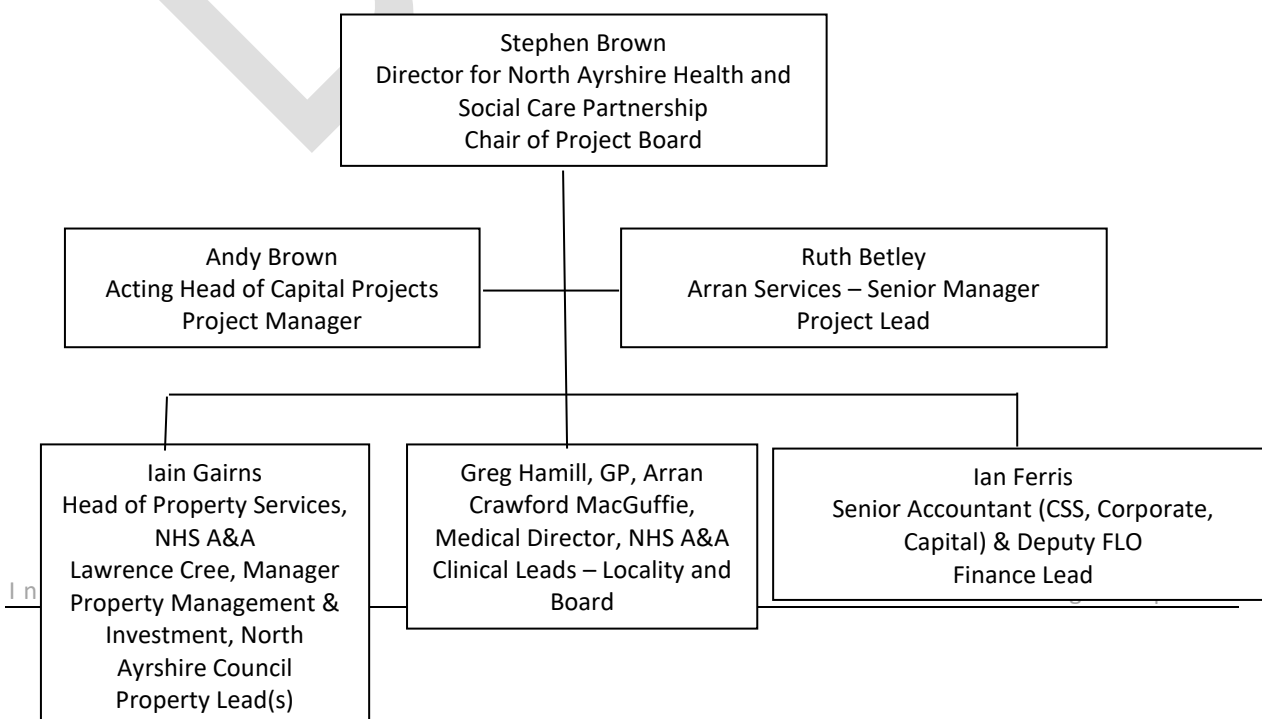 Stephen Brown
Director for North Ayrshire Health and
Social Care Partnership
Chair of Project Board
Andy Brown
Acting Head of Capital Projects
Project Manager
Ruth Betley
Arran Services – Senior Manager
Project Lead
Iain Gairns
Head of Property Services,
NHS A&A
Lawrence Cree, Manager
Property Management &
Investment, North
Ayrshire Council
Property Lead(s)
Greg Hamill, GP, Arran
Crawford MacGuffie,
Medical Director, NHS A&A
Clinical Leads – Locality and
Board
Ian Ferris
Senior Accountant (CSS, Corporate,
Capital) & Deputy FLO
Finance Lead